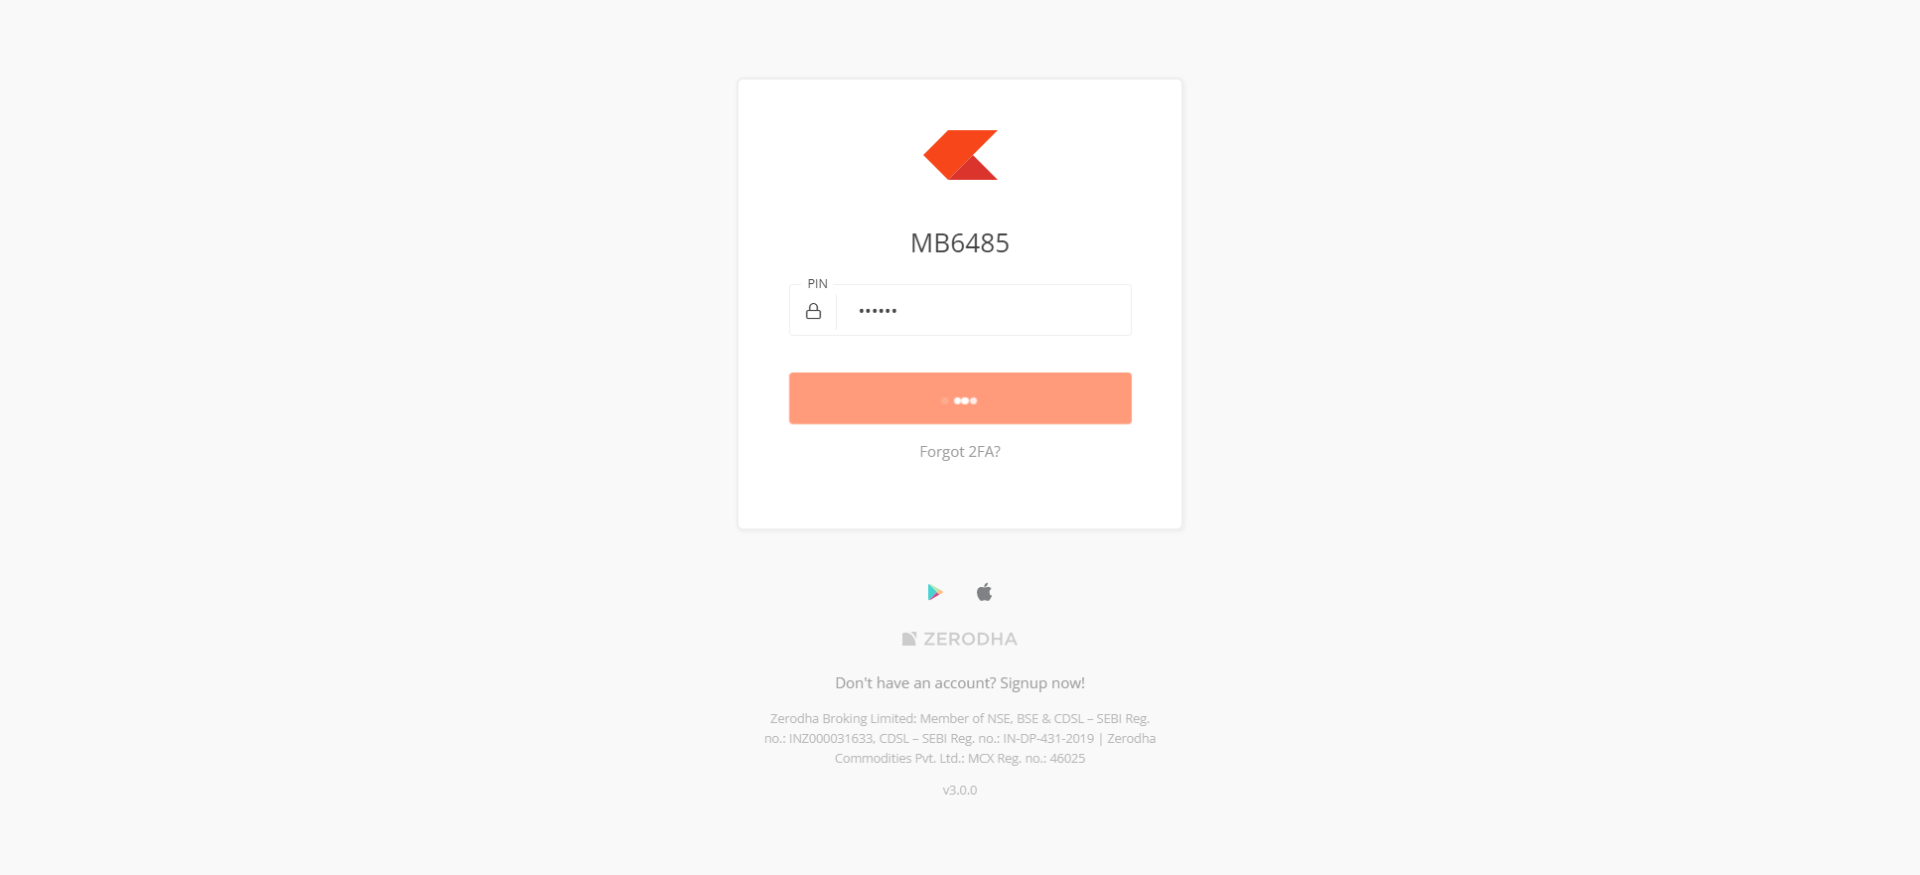 MB6485
PIN
••••••
Forgot 2FA?
ZERODHA
Don't have an account? Signup now!
Zerodha Broking Limited: Member of NSE, BSE & CDSL – SEBI Reg.
no.: INZ000031633, CDSL – SEBI Reg. no.: IN-DP-431-2019 | Zerodha
Commodities Pvt. Ltd.: MCX Reg. no.: 46025
v3.0.0